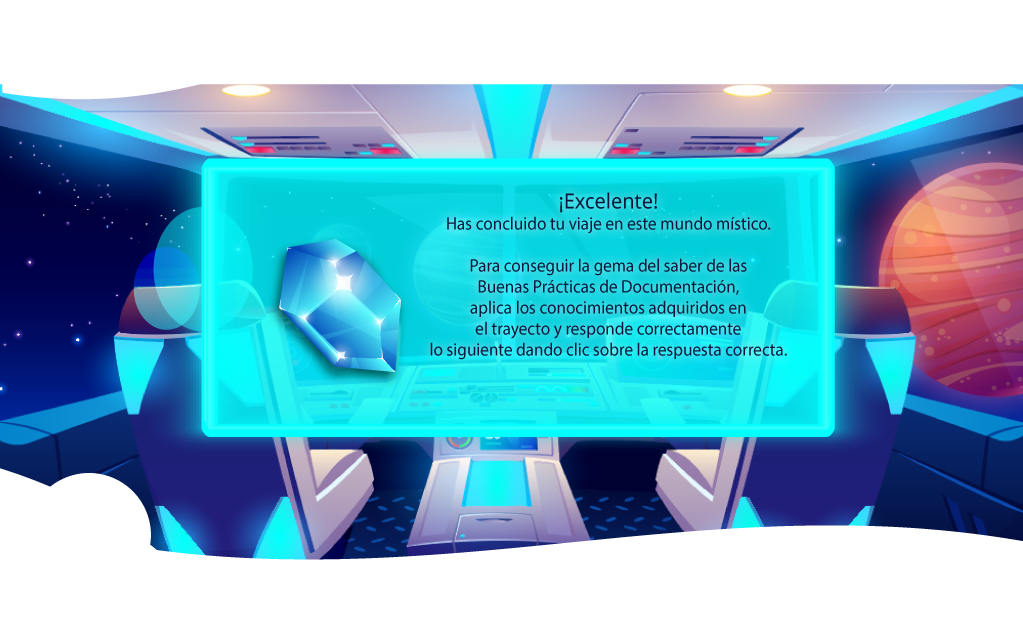 ¡Excelente!
Has concluido tu viaje en este mundo místico.
Para conseguir la gema del saber de las
Buenas Prácticas de Documentación,
aplica los conocimientos adquiridos en
el trayecto y responde correctamente
lo siguiente dando clic sobre la respuesta correcta.